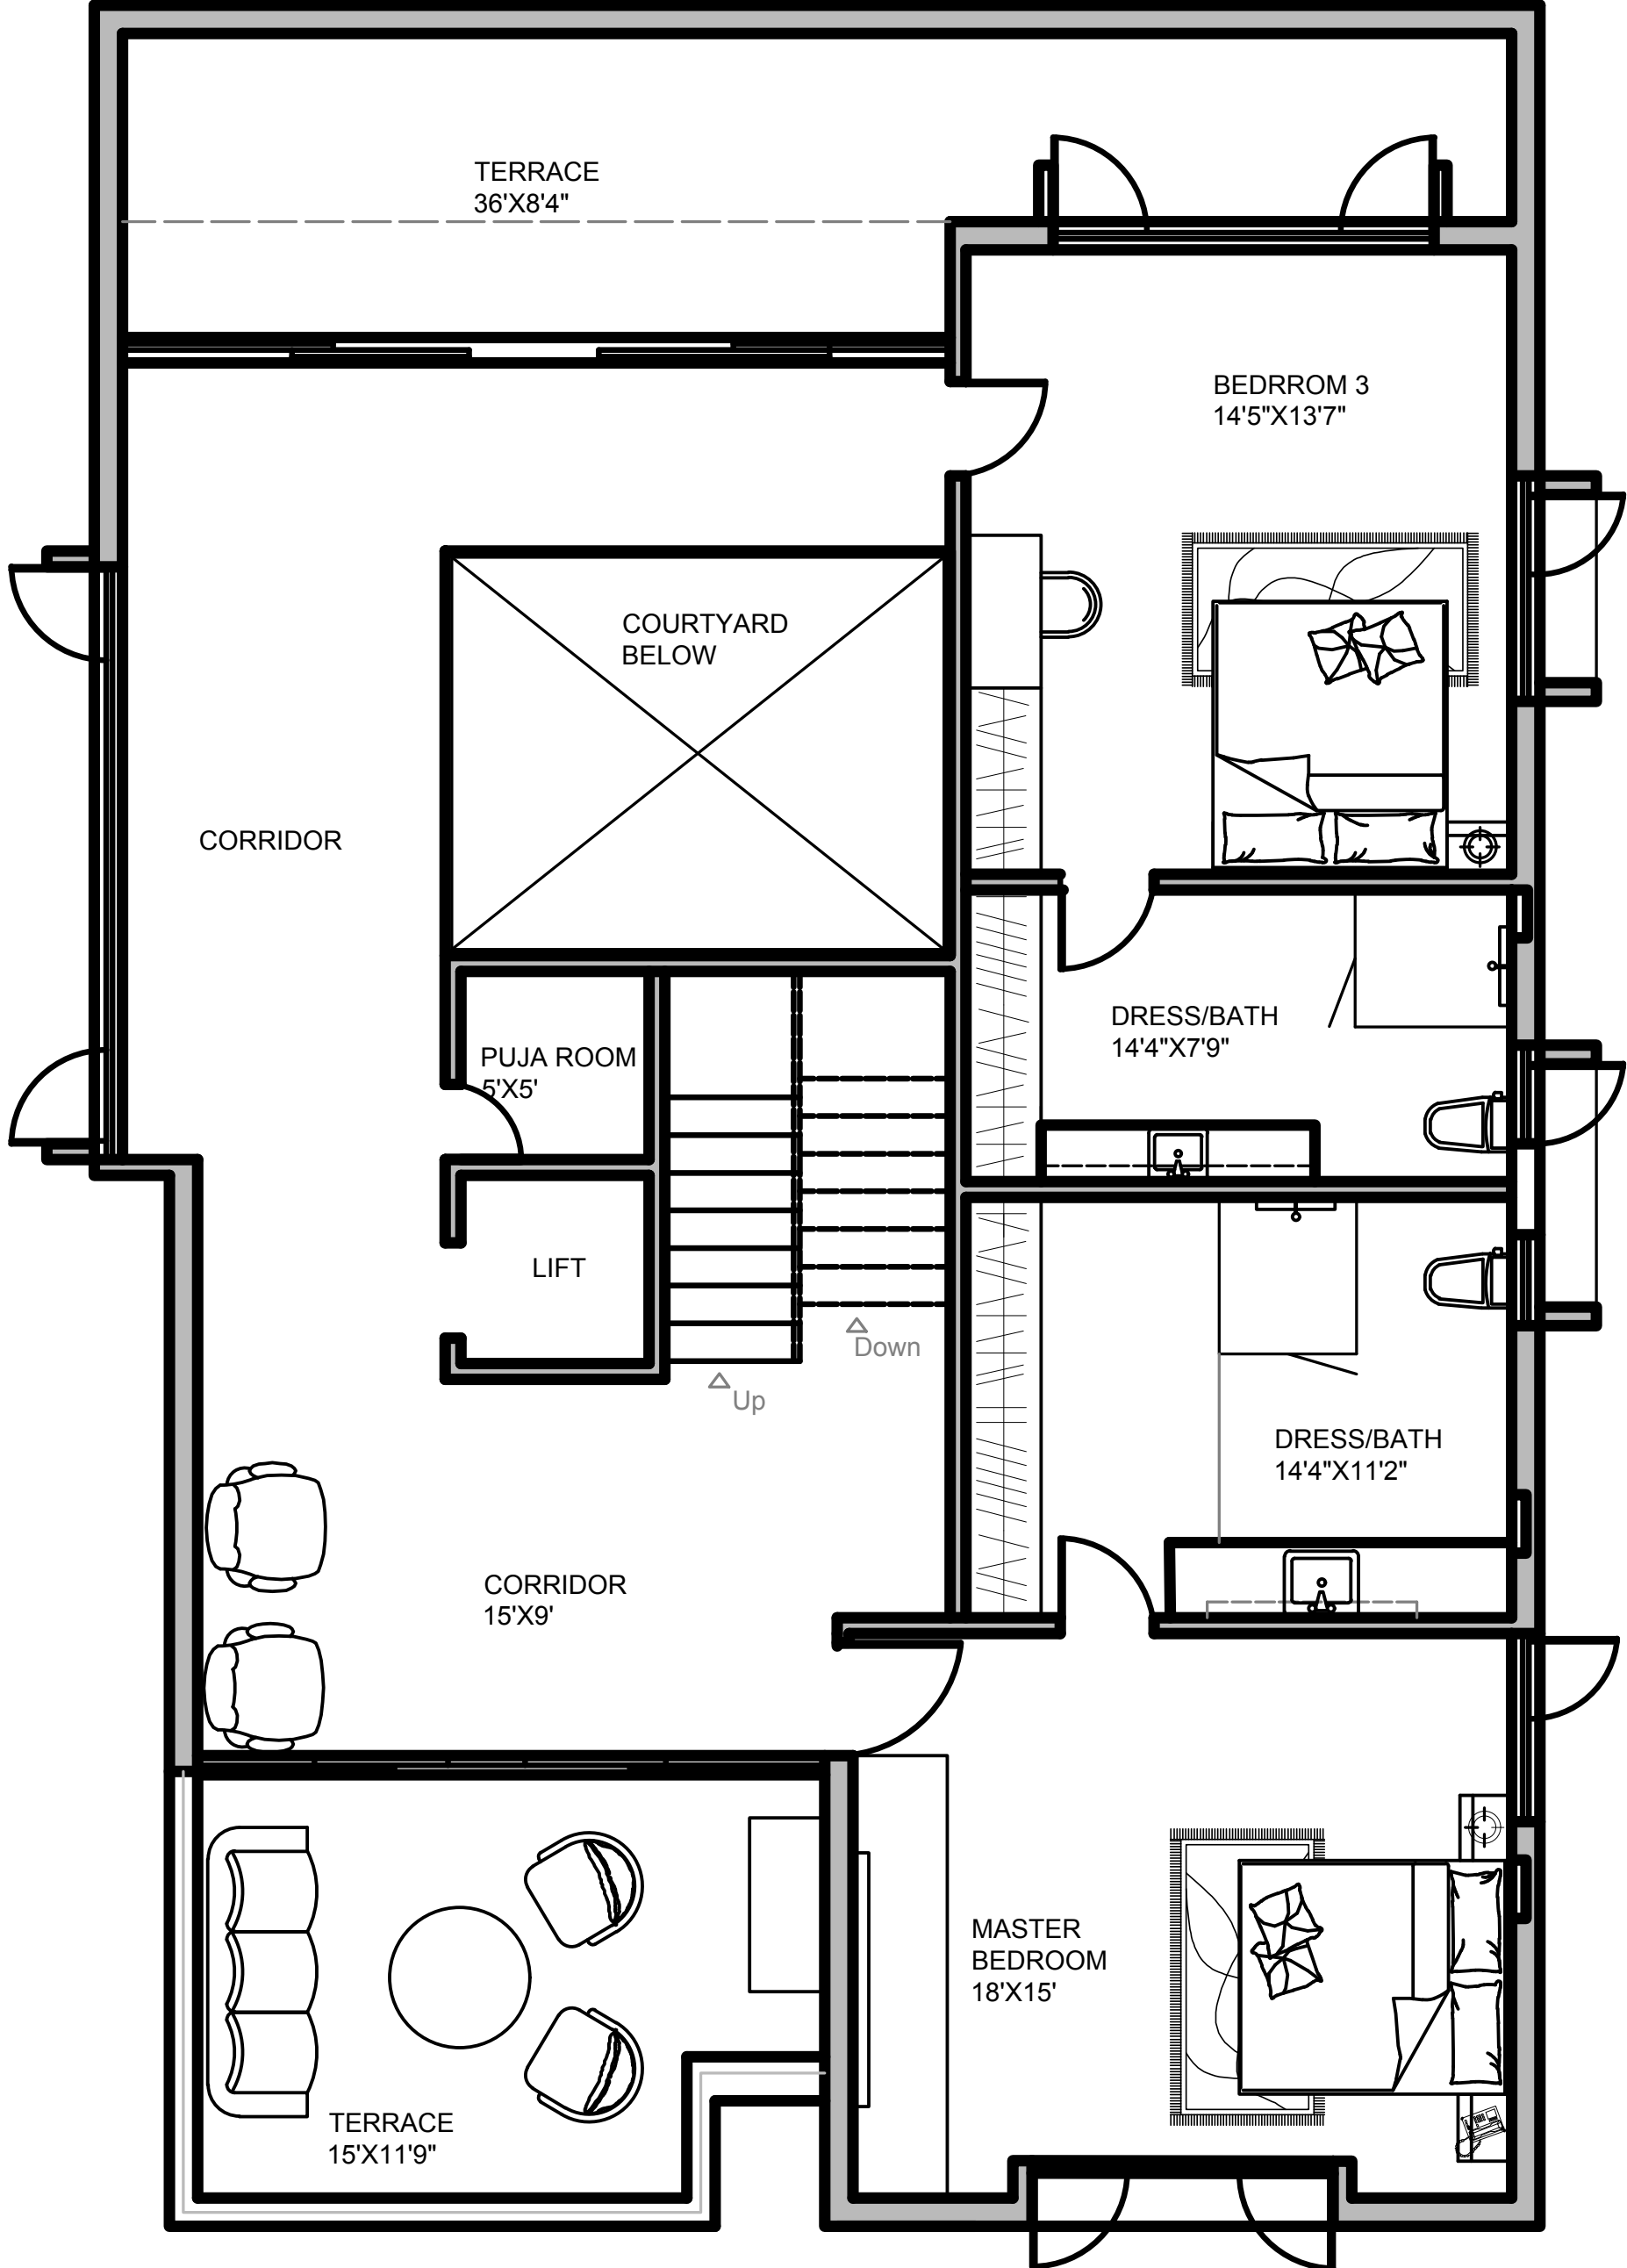 TERRACE
36'X8'4"
BEDRROM 3
14'5"X13'7"
COURTYARD
BELOW
CORRIDOR
DRESS/BATH
14'4"X7'9"
PUJA ROOM
5'X5'
LIFT
Down
Up
DRESS/BATH
14'4"X11'2"
CORRIDOR
15'X9'
MASTER
BEDROOM
18'X15'
TERRACE
15'X11'9"